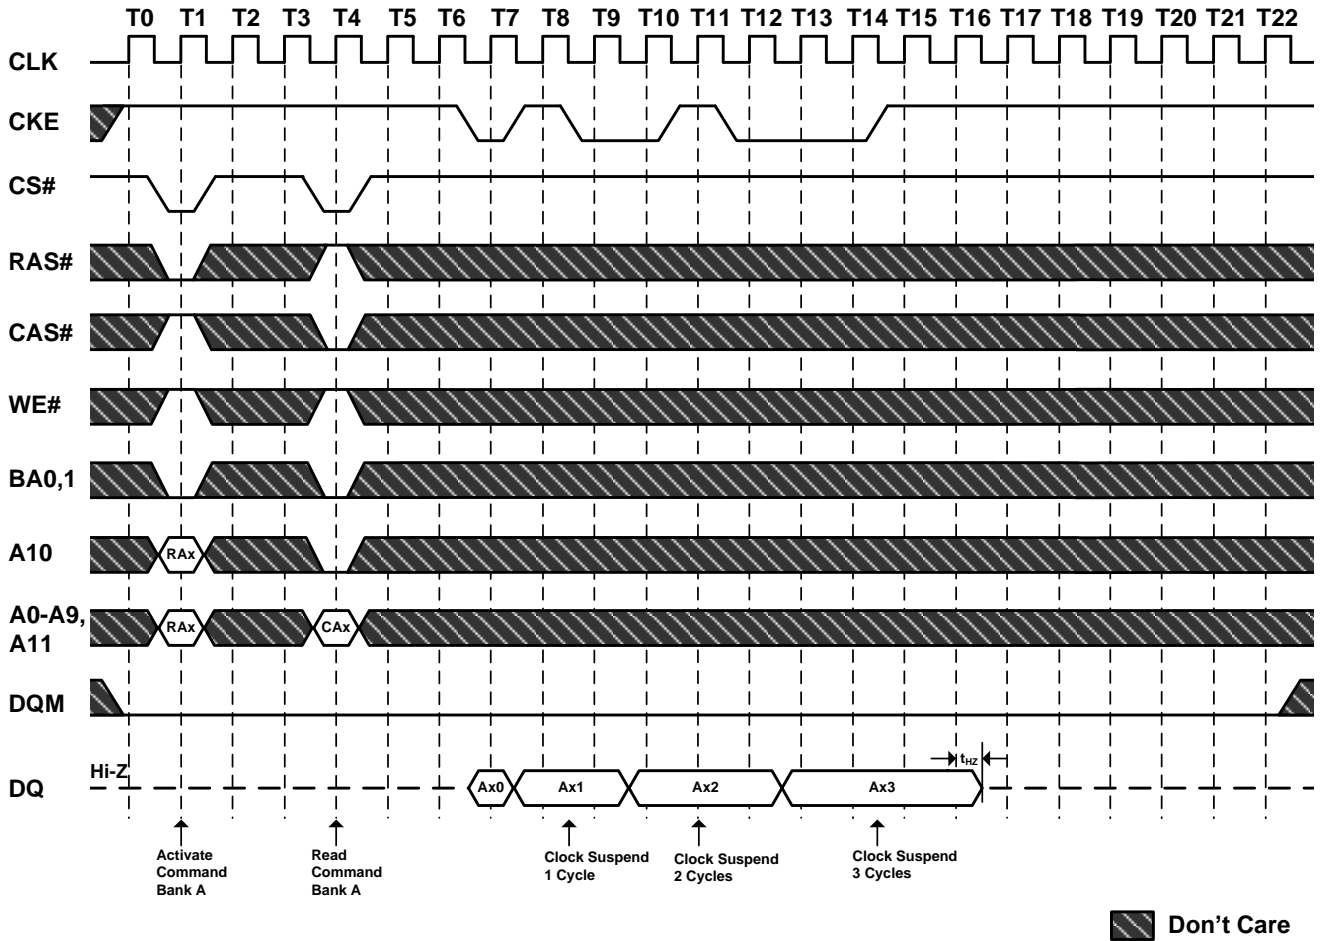 T0 T1 T2 T3 T4 T5 T6 T7 T8 T9 T10 T11 T12 T13 T14 T15 T16 T17 T18 T19 T20 T21 T22
CLK
CKE
CS#
RAS#
CAS#
WE#
BA0,1
A10 RAx
A0-A9,
A11 RAx CAx
DQM
tHZ
Hi-Z
DQ Ax0 Ax1 Ax2 Ax3
Activate
Command
Bank A
Read
Command
Bank A
Clock Suspend
1 Cycle
Clock Suspend
2 Cycles
Clock Suspend
3 Cycles
Don't Care